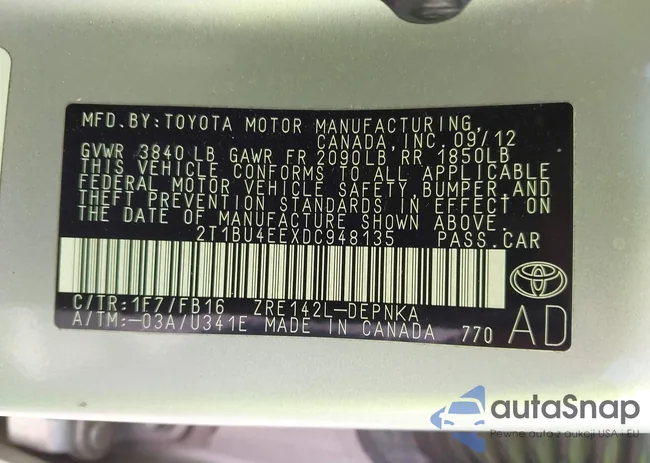 MFD. BY: TOYOTA MOTOR MANUFACTURING,
CANADA, INC. 09/12
GVWR 3840 LB GAWR FR 2090LB RR 1850LB
THIS VEHICLE CONFORMS TO ALL APPLICABLE
FEDERAL MOTOR VEHICLE SAFETY, BUMPER, AND
THEFT PREVENTION STANDARDS IN EFFECT ON
THE DATE OF MANUFACTURE SHOWN ABOVE.
2T1BU4EEXDC948135 PASS. CAR
C/TR: 1F7/FB16 ZRE142L-DEPNKA
A/TM: -03A/U341E MADE IN CANADA 770
AD
autaSnap
Pewne auta z aukcji USA i EU